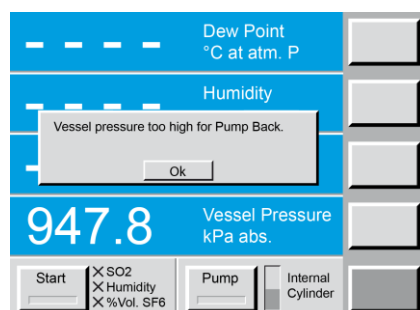 Dew Point
°C at atm. P
Humidity
Vessel pressure too high for Pump Back.
Ok
947.8
Vessel Pressure
kPa abs.
Start
SO2
Humidity
%Vol. SF6
Pump
Internal
Cylinder